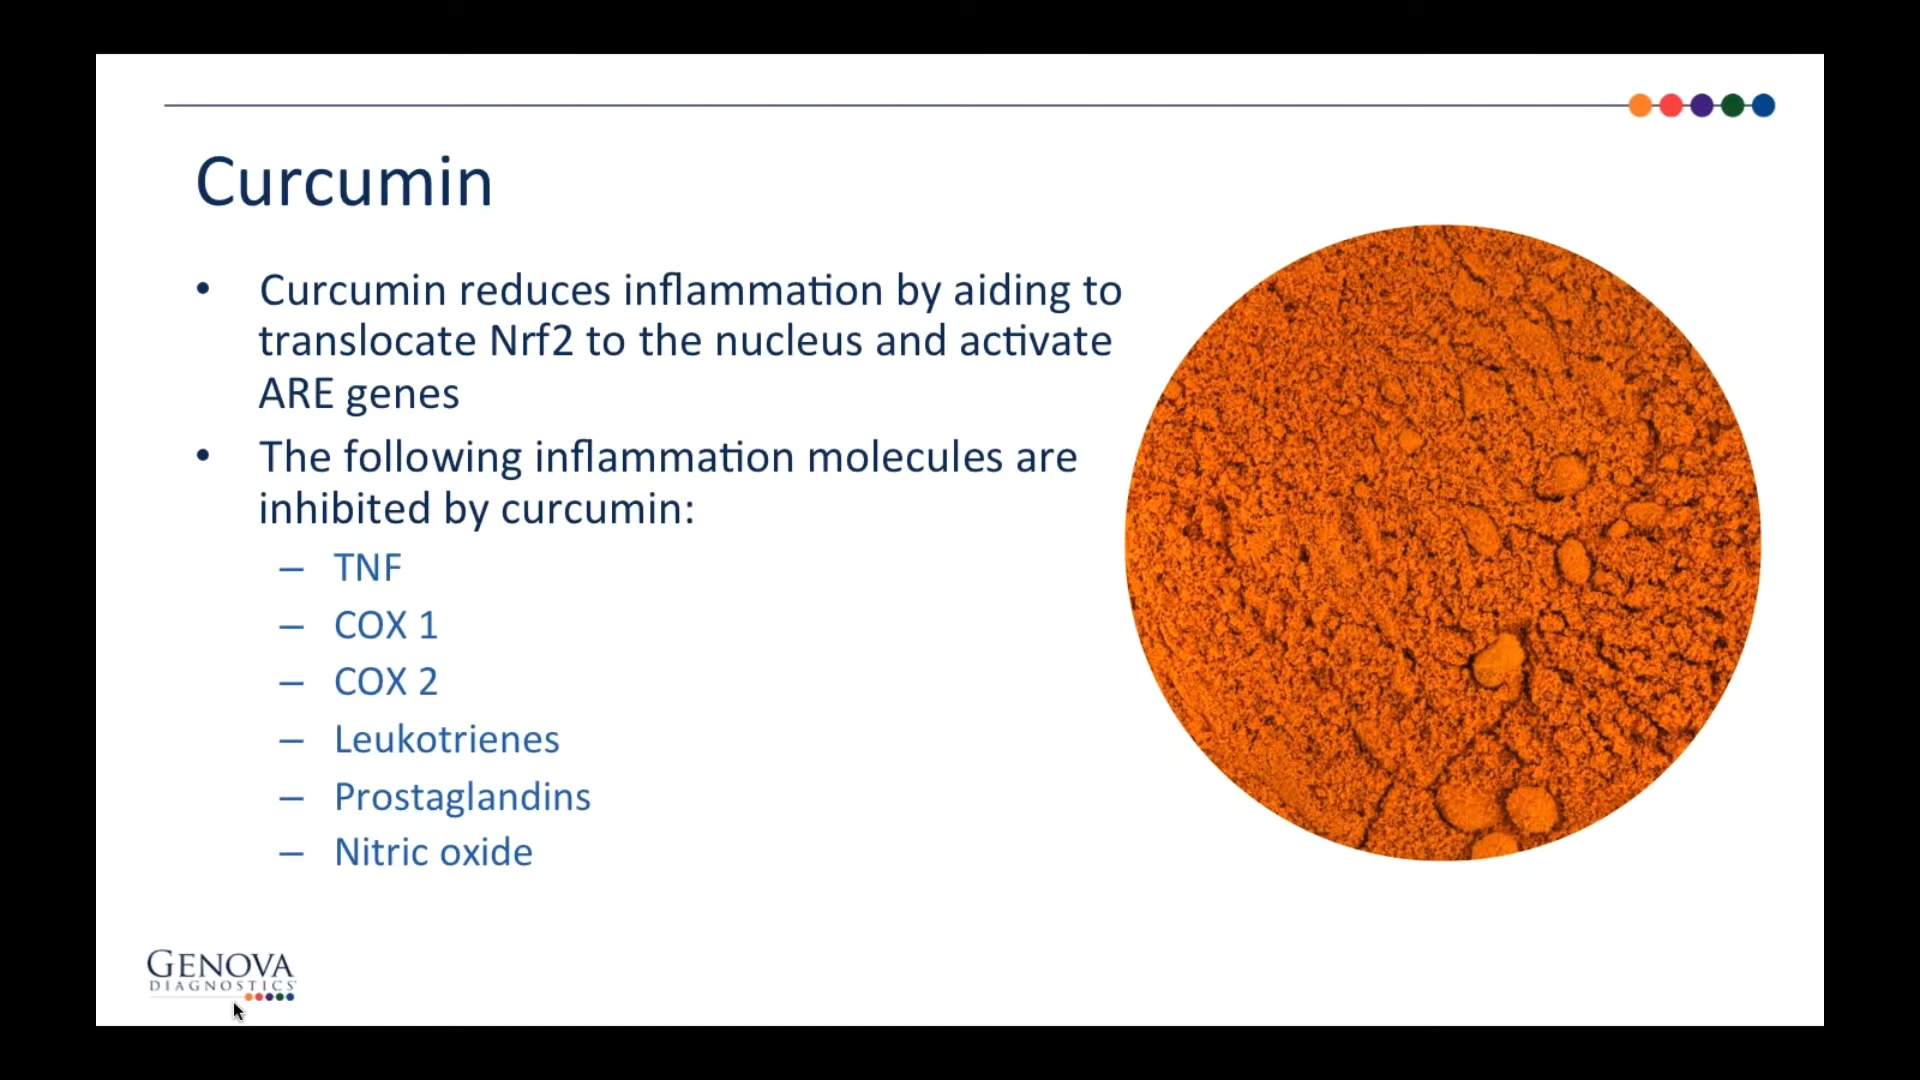 Curcumin
• Curcumin reduces inflammation by aiding to
translocate Nrf2 to the nucleus and activate
ARE genes
• The following inflammation molecules are
inhibited by curcumin:
– TNF
– COX 1
– COX 2
– Leukotrienes
– Prostaglandins
– Nitric oxide
GENOVA
DIAGNOSTICS